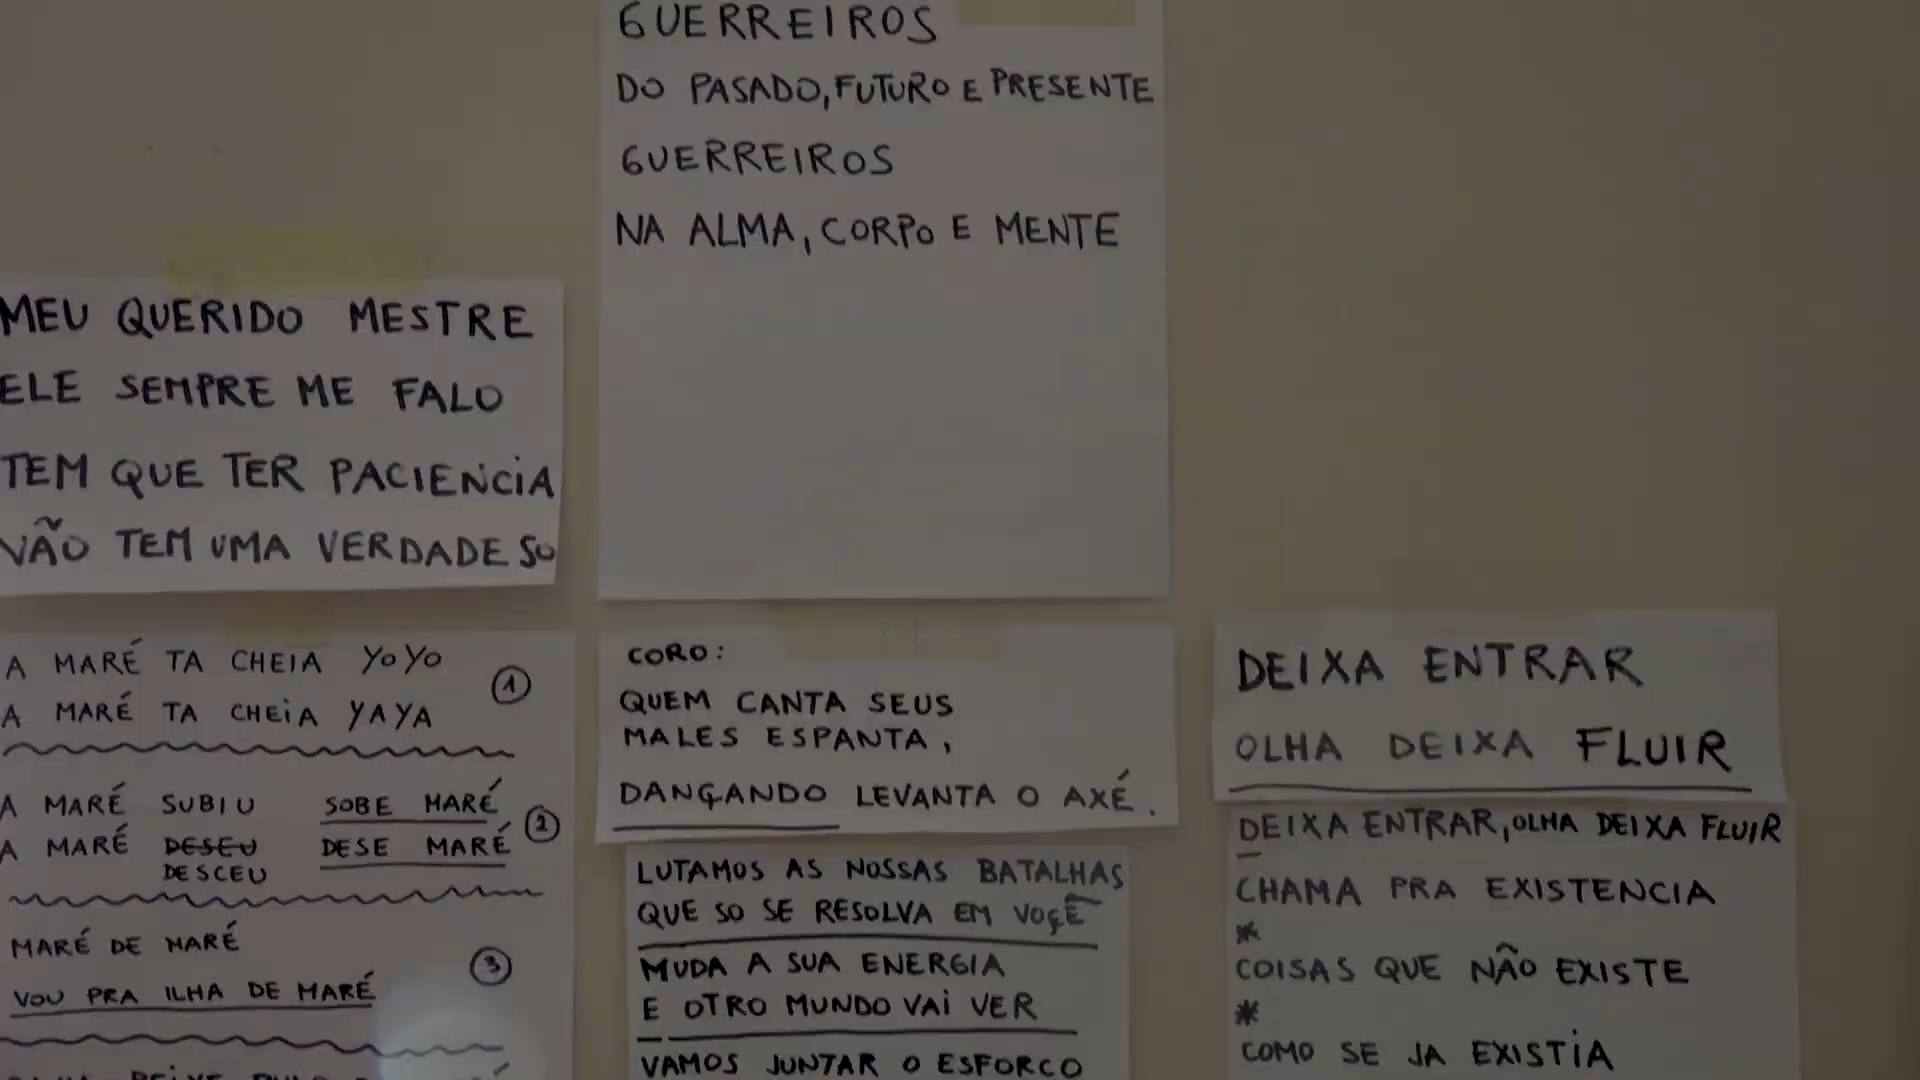 GUERREIROS
DO PASADO, FUTURO E PRESENTE
GUERREIROS
NA ALMA, CORPO E MENTE
MEU QUERIDO MESTRE
ELE SEMPRE ME FALO
TEM QUE TER PACIENCIA
NÃO TEM UMA VERDADE SO
A MARÉ TA CHEIA YOYO
A MARÉ TA CHEIA YAYA
1
A MARÉ SUBIU SOBE MARÉ
A MARÉ DESEU DESE MARÉ
DESCEU
2
MARÉ DE MARÉ
VOU PRA ILHA DE MARÉ
3
CORO:
QUEM CANTA SEUS
MALES ESPANTA,
DANÇANDO LEVANTA O AXÉ.
LUTAMOS AS NOSSAS BATALHAS
QUE SO SE RESOLVA EM VOÇÊ
MUDA A SUA ENERGIA
E OTRO MUNDO VAI VER
VAMOS JUNTAR O ESFORCO
DEIXA ENTRAR
OLHA DEIXA FLUIR
DEIXA ENTRAR, OLHA DEIXA FLUIR
CHAMA PRA EXISTENCIA
*
COISAS QUE NÃO EXISTE
*
COMO SE JA EXISTIA